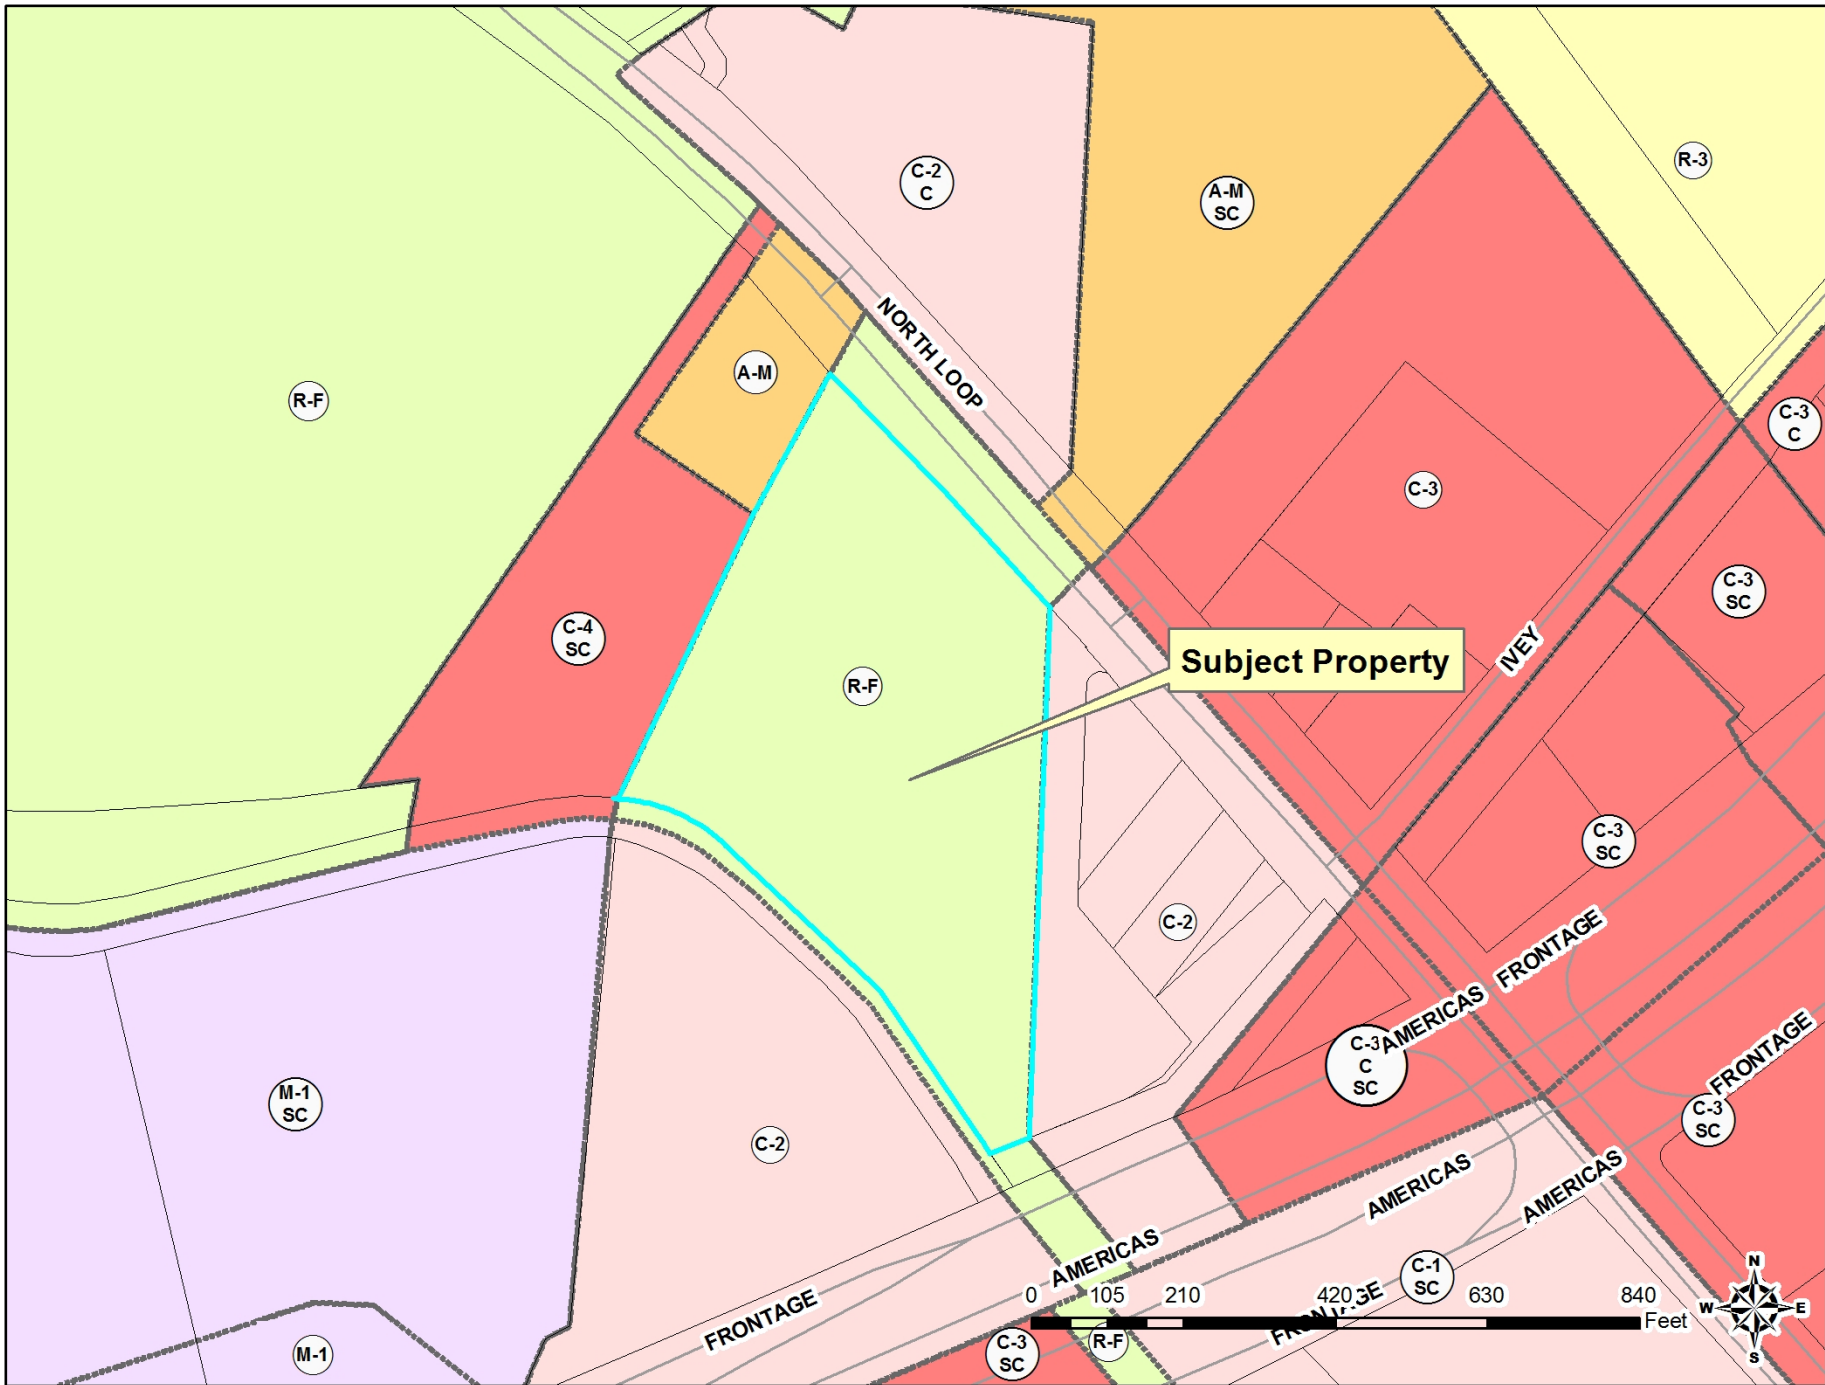 R-3
C-2
C
A-M
SC
NORTH LOOP
A-M
R-F
C-3
C
C-3
C-3
SC
C-4
SC
IVEY
Subject Property
R-F
C-3
SC
C-2
FRONTAGE
AMERICAS
C-3
C
SC
FRONTAGE
M-1
SC
C-3
SC
C-2
AMERICAS
AMERICAS
AMERICAS
C-1
SC
N
W
E
S
0
105
210
420
630
840
Feet
FRONTAGE
FRONTAGE
C-3
SC
R-F
M-1